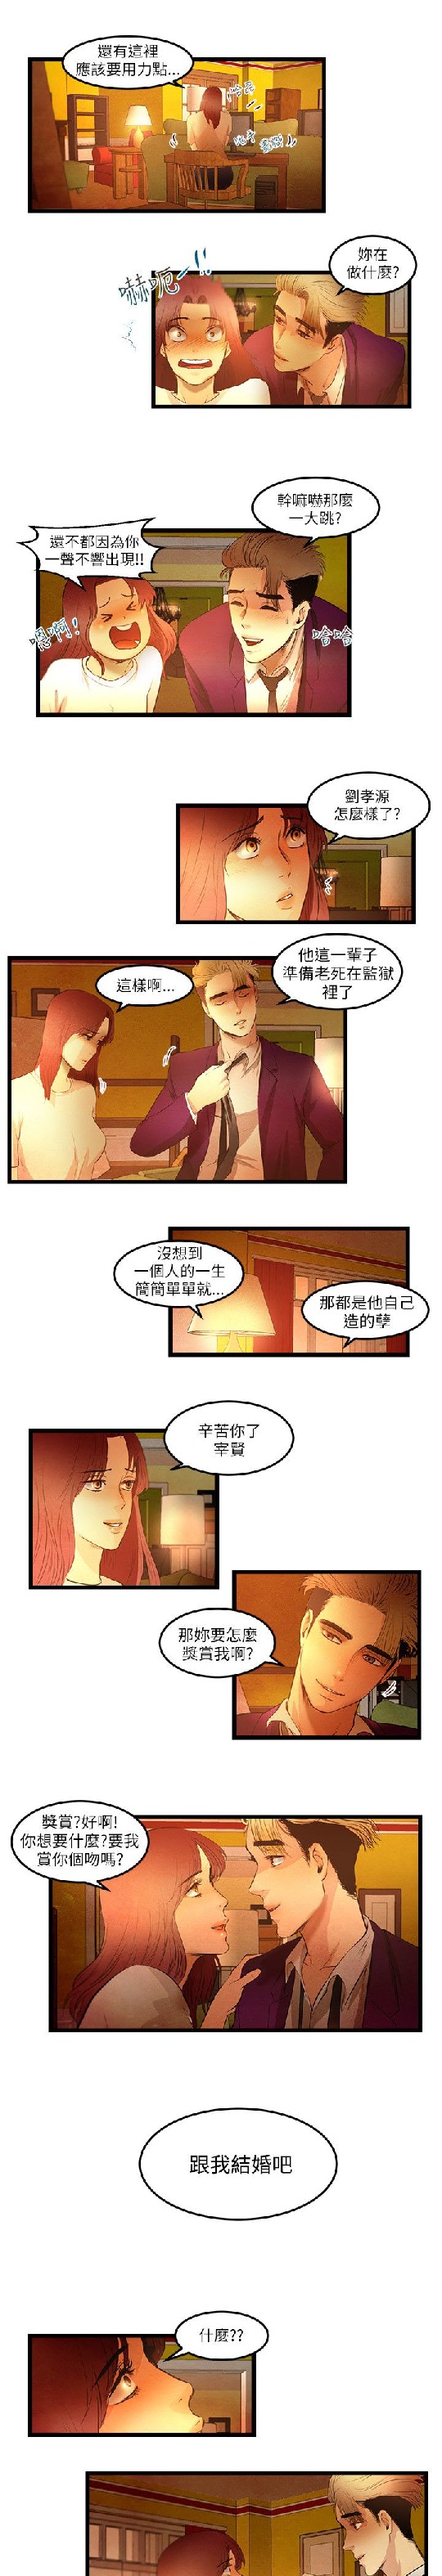 還有這裡
應該要用力點...
妳在
做什麼?
嚇呃一!!
幹嘛嚇那麼
一大跳?
還不都因為你
一聲不響出現!!
嗯啊!
哈哈
劉孝源
怎麼樣了?
他這一輩子
準備老死在監獄
裡了
這樣啊...
沒想到
一個人的一生
簡簡單單就...
那都是他自己
造的孽
辛苦你了
宰賢
那妳要怎麼
獎賞我啊?
獎賞?好啊!
你想要什麼?要我
賞你個吻嗎?
跟我結婚吧
什麼??